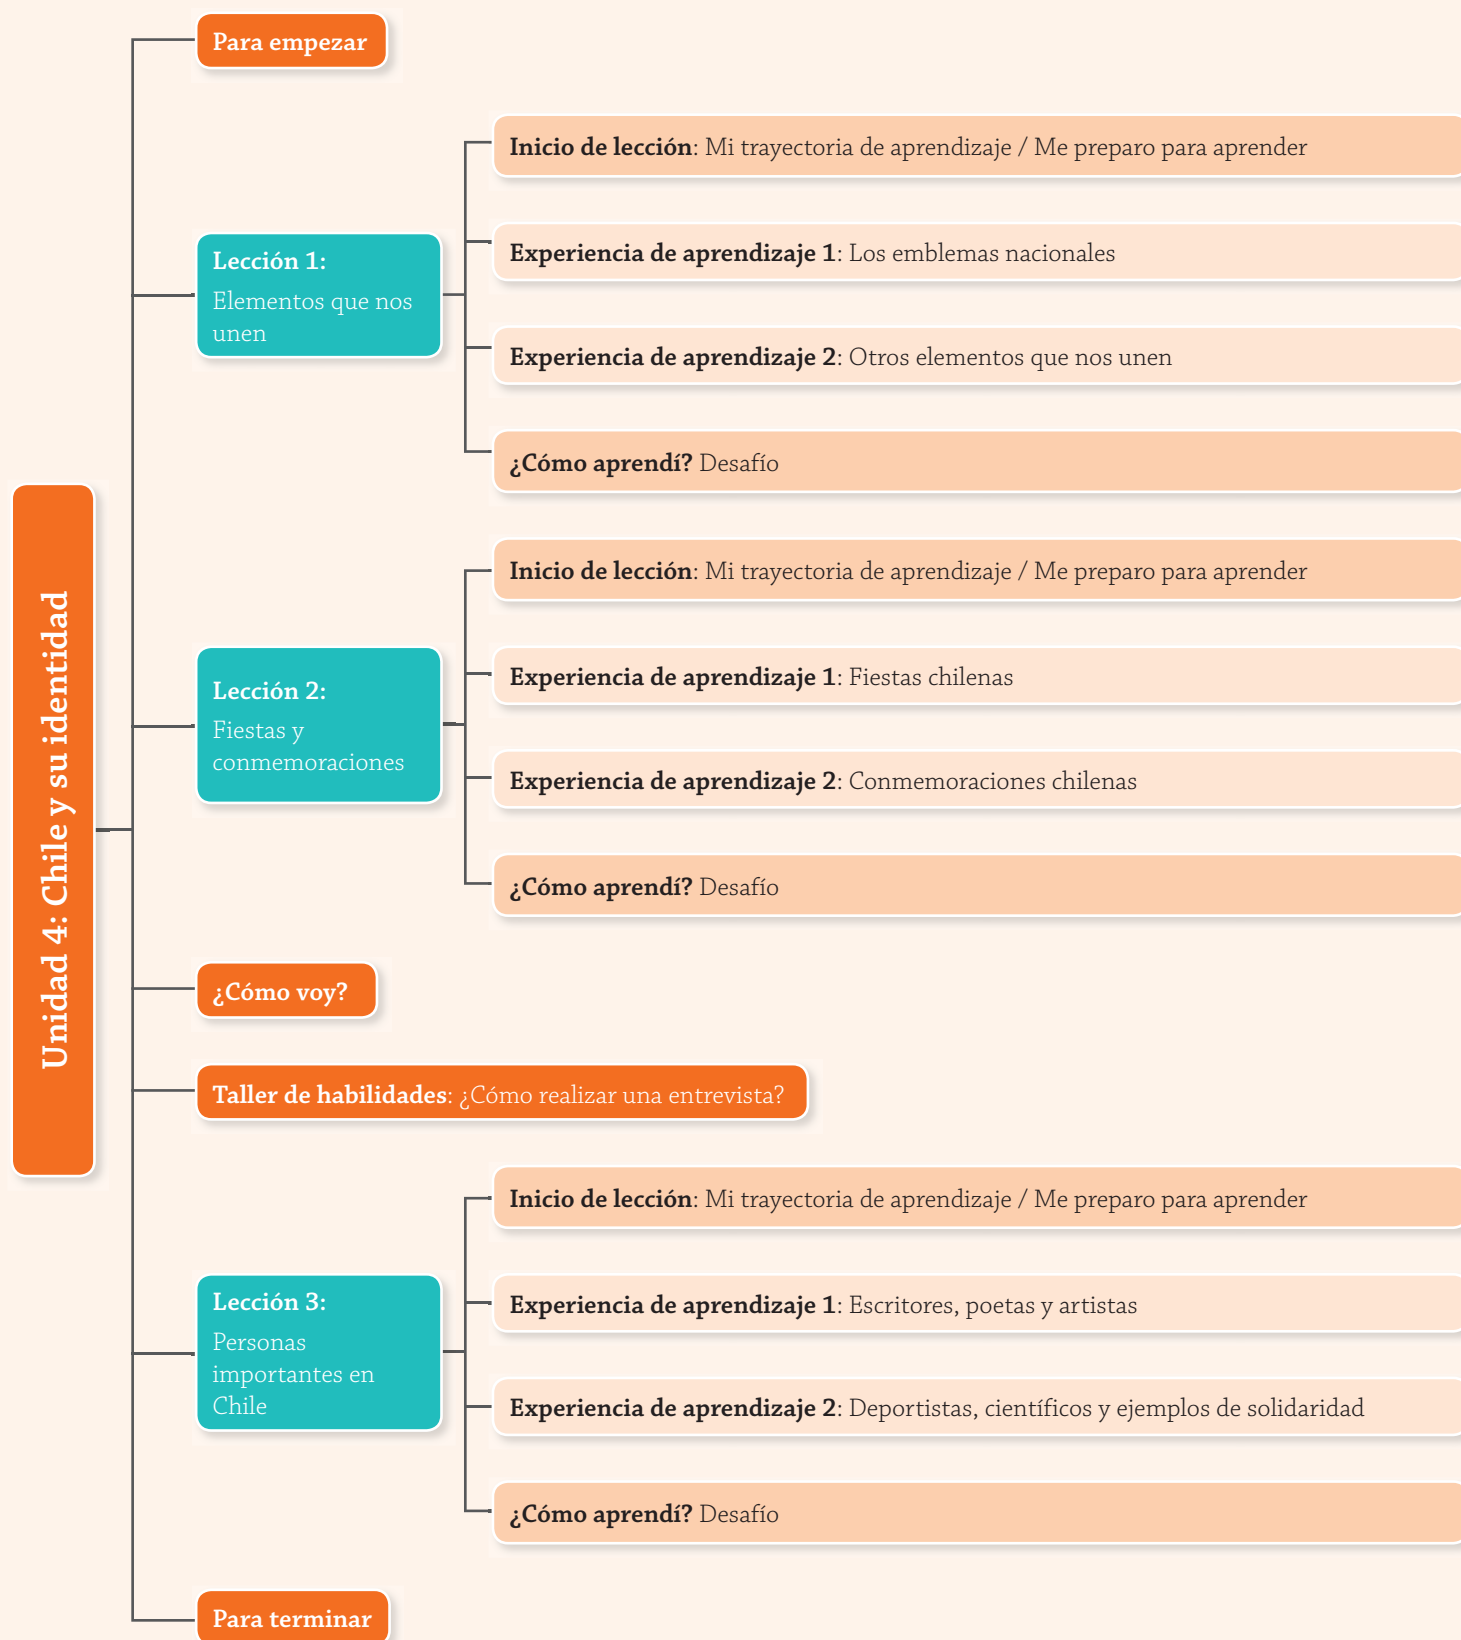 Unidad 4: Chile y su identidad
Para empezar
Lección 1:
Elementos que nos
unen
Inicio de lección: Mi trayectoria de aprendizaje / Me preparo para aprender
Experiencia de aprendizaje 1: Los emblemas nacionales
Experiencia de aprendizaje 2: Otros elementos que nos unen
¿Cómo aprendí? Desafío
Lección 2:
Fiestas y
conmemoraciones
Inicio de lección: Mi trayectoria de aprendizaje / Me preparo para aprender
Experiencia de aprendizaje 1: Fiestas chilenas
Experiencia de aprendizaje 2: Conmemoraciones chilenas
¿Cómo aprendí? Desafío
¿Cómo voy?
Taller de habilidades: ¿Cómo realizar una entrevista?
Lección 3:
Personas
importantes en
Chile
Inicio de lección: Mi trayectoria de aprendizaje / Me preparo para aprender
Experiencia de aprendizaje 1: Escritores, poetas y artistas
Experiencia de aprendizaje 2: Deportistas, científicos y ejemplos de solidaridad
¿Cómo aprendí? Desafío
Para terminar